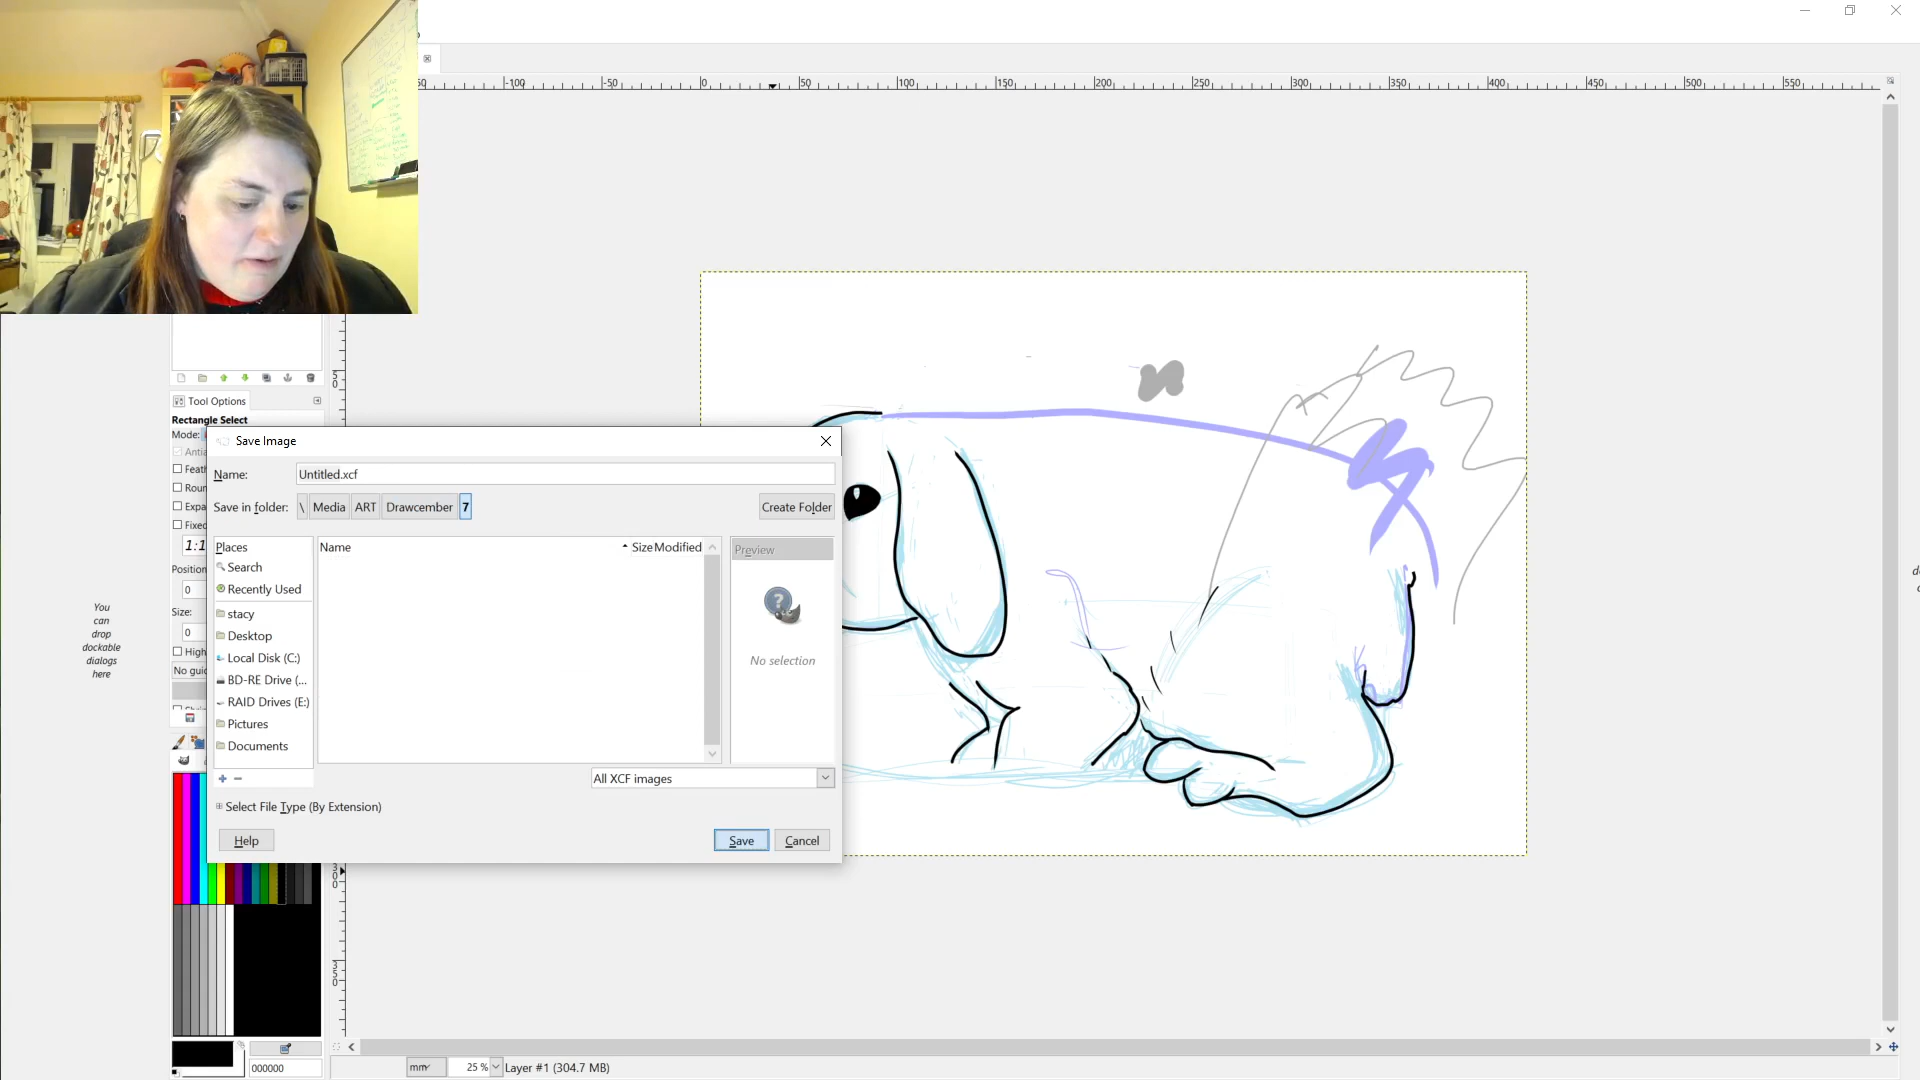 -100
-50
0
50
100
150
200
250
300
350
400
450
500
550
Tool Options
Rectangle Select
Mode:
Position
0
Size:
0
No guid
You
can
drop
dockable
dialogs
here
Save Image
Name:
Untitled.xcf
Save in folder:
\ Media ART Drawcember 7
Create Folder
Places
Search
Recently Used
stacy
Desktop
Local Disk (C:)
BD-RE Drive (...
RAID Drives (E:)
Pictures
Documents
Name Size Modified
Preview
No selection
All XCF images
Select File Type (By Extension)
Help
Save
Cancel
000000
mm
25 %
Layer #1 (304.7 MB)